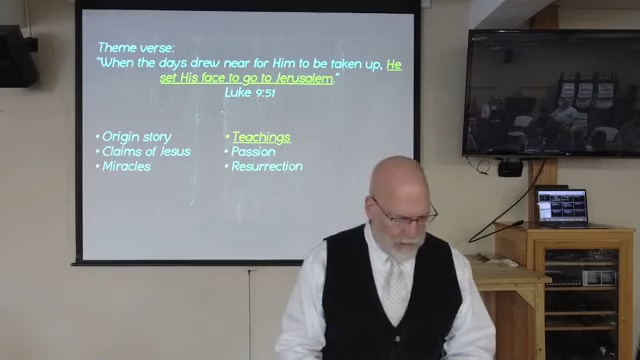 Theme verse:
"When the days drew near for Him to be taken up, He
set His face to go to Jerusalem."
Luke 9:51
• Origin story
• Claims of Jesus
• Miracles
• Teachings
• Passion
• Resurrection